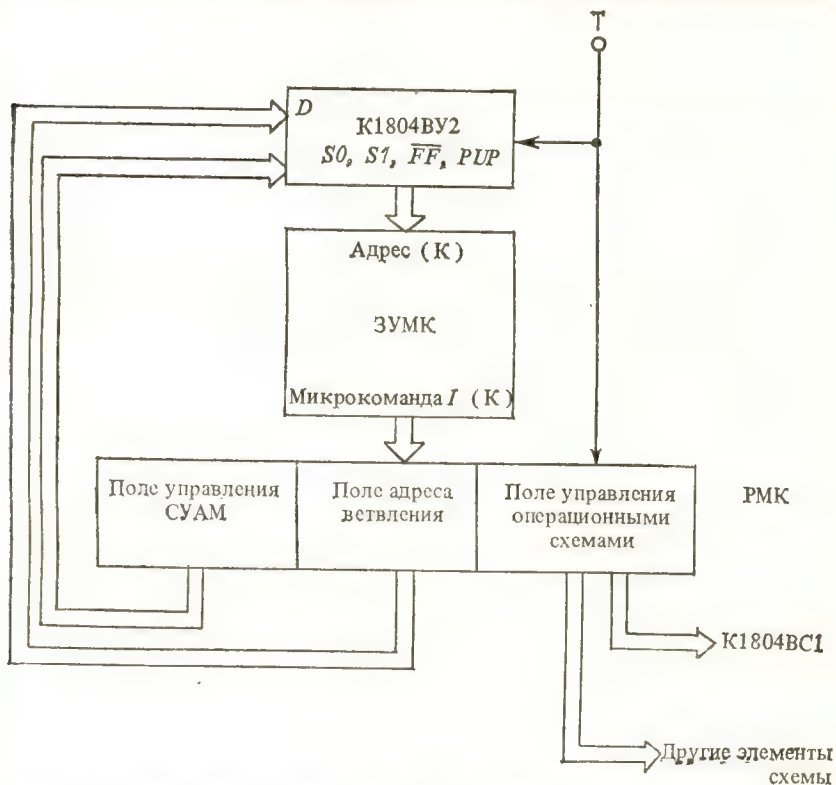 T
D
К1804ВУ2
S0, S1, F̅F̅, PUP
Адрес (К)
ЗУМК
Микрокоманда I (К)
Поле управления
СУАМ
Поле адреса
ветвления
Поле управления
операционными
схемами
РМК
К1804ВС1
Другие элементы
схемы